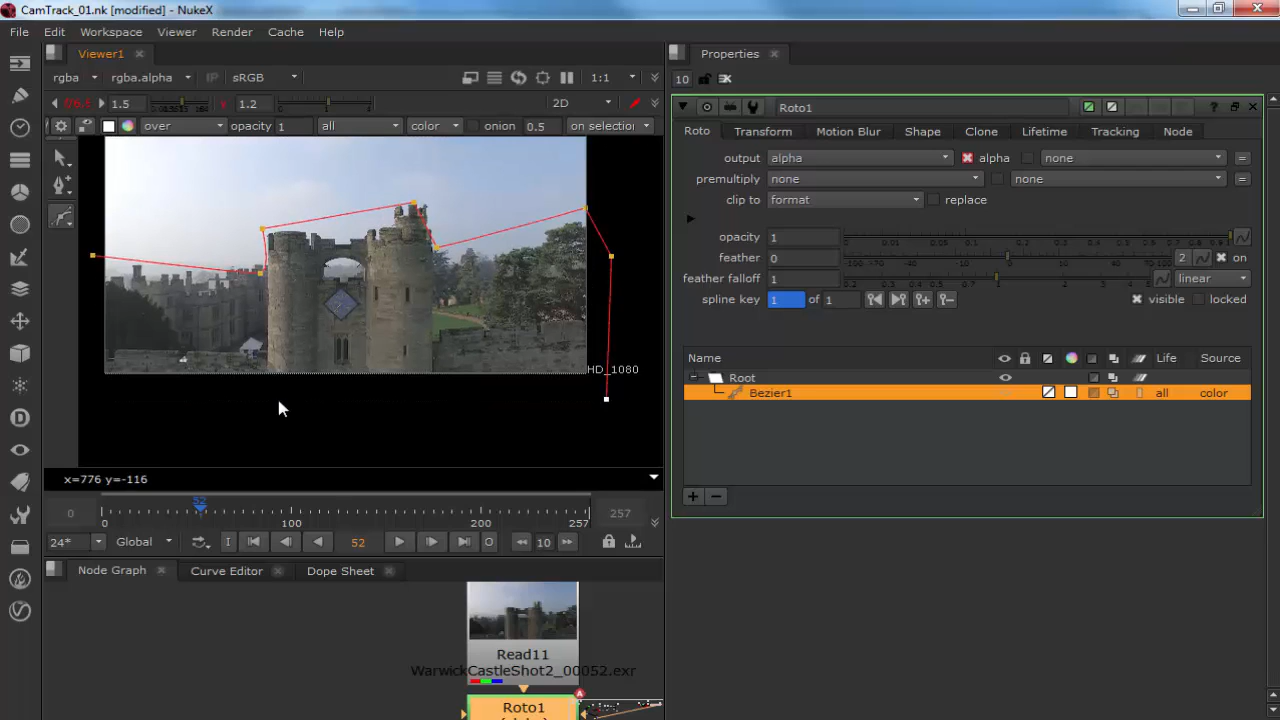 CamTrack_01.nk [modified] - NukeX
File Edit Workspace Viewer Render Cache Help
Viewer1
rgba rgba.alpha IP sRGB 1:1
1.5 Y 1.2 2D
over opacity 1 all color onion 0.5 on selection
HD_1080
x=776 y=-116
0 52 257
0 100 200 257
24* Global I 52 O 10
Node Graph Curve Editor Dope Sheet
Read11
WarwickCastleShot2_00052.exr
Roto1
Properties
10
Roto1 ?
Roto Transform Motion Blur Shape Clone Lifetime Tracking Node
output alpha alpha none =
premultiply none none =
clip to format replace
opacity 1
feather 0 2 on
feather falloff 1 linear
spline key 1 of 1 visible locked
Name Life Source
Root
Bezier1 all color